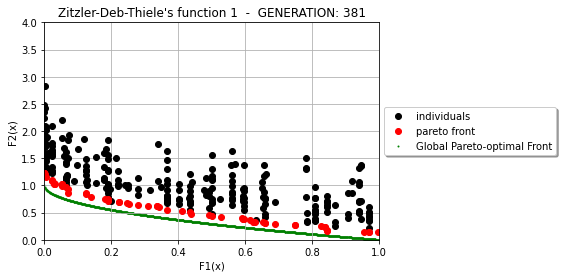 Zitzler-Deb-Thiele's function 1 - GENERATION: 381
4.0
3.5
3.0
2.5
2.0
1.5
1.0
0.5
0.0
F2(x)
0.0 0.2 0.4 0.6 0.8 1.0
F1(x)
individuals
pareto front
Global Pareto-optimal Front